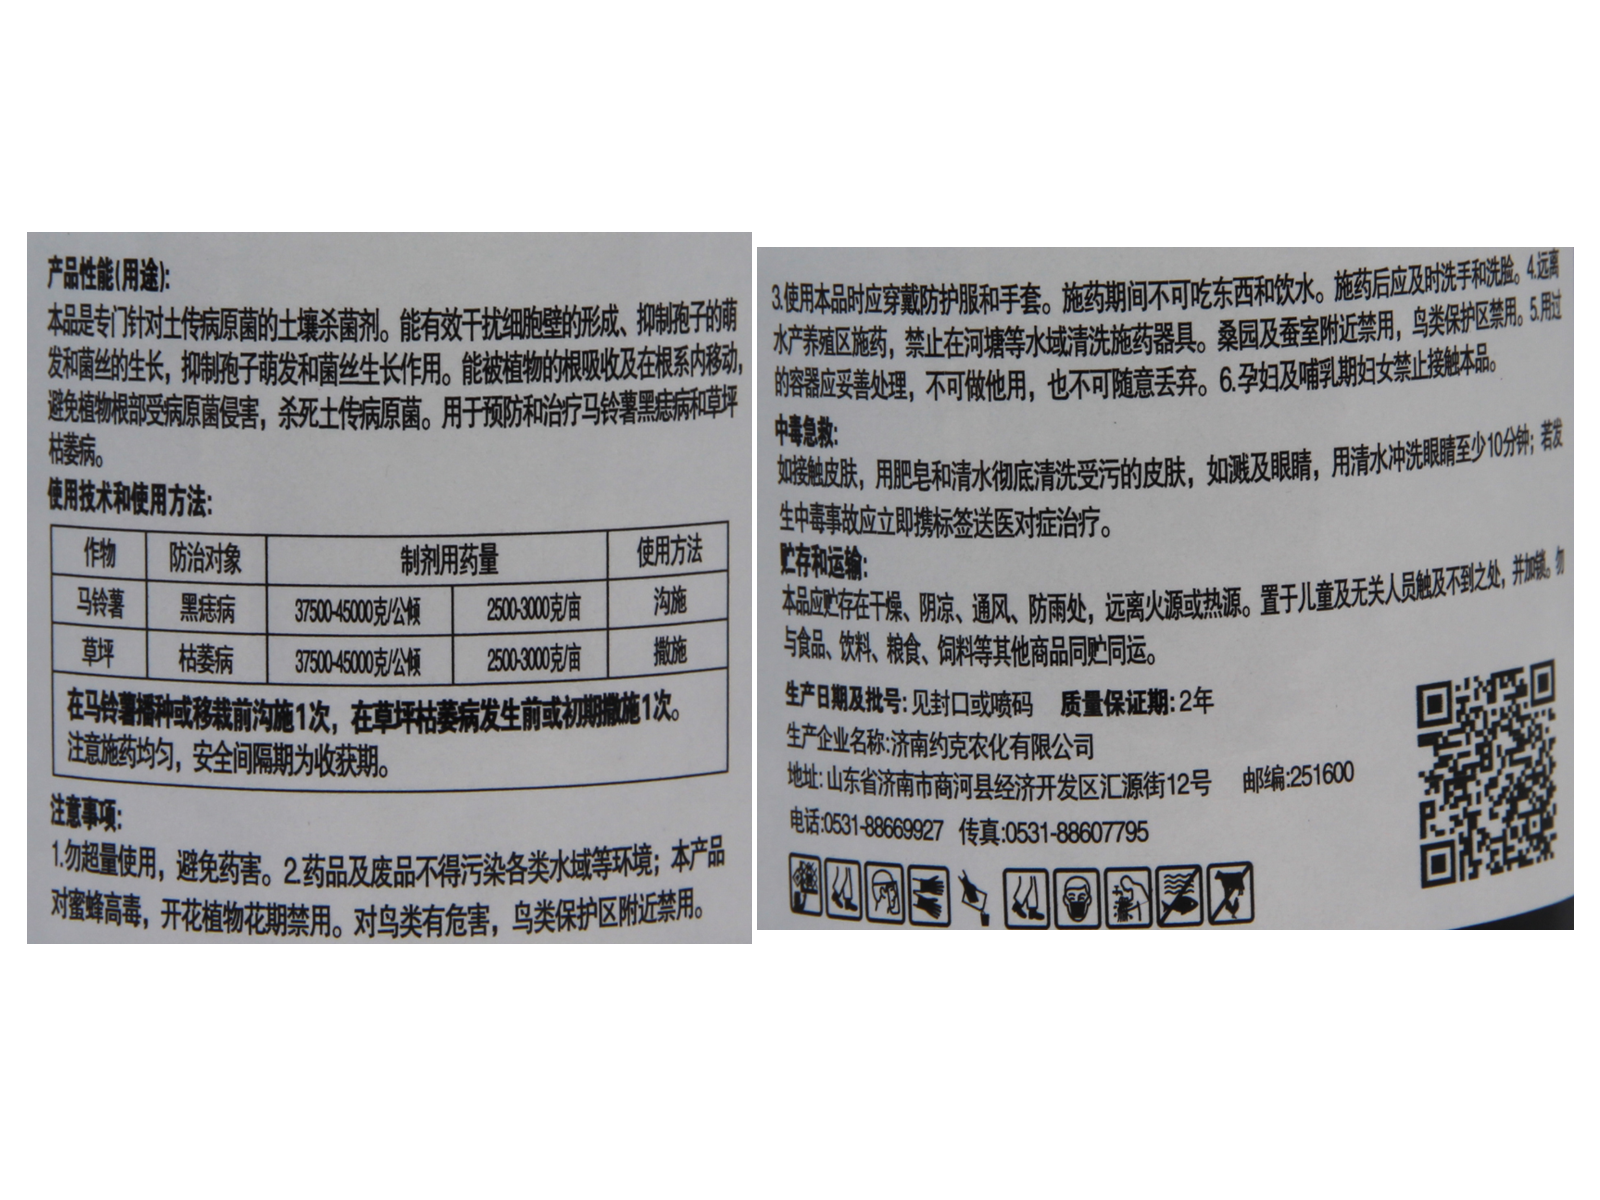 产品性能(用途):
本品是专门针对土传病原菌的土壤杀菌剂。能有效干扰细胞壁的形成、抑制孢子的萌
发和菌丝的生长，抑制孢子萌发和菌丝生长作用。能被植物的根吸收及在根系内移动，
避免植物根部受病原菌侵害，杀死土传病原菌。用于预防和治疗马铃薯黑痣病和草坪
枯萎病。
使用技术和使用方法:
作物 防治对象 制剂用药量 使用方法
马铃薯 黑痣病 37500-45000克/公倾 2500-3000克/亩 沟施
草坪 枯萎病 37500-45000克/公倾 2500-3000克/亩 撒施
在马铃薯播种或移栽前沟施1次，在草坪枯萎病发生前或初期撒施1次。
注意施药均匀，安全间隔期为收获期。
注意事项:
1.勿超量使用，避免药害。2.药品及废品不得污染各类水域等环境；本产品
对蜜蜂高毒，开花植物花期禁用。对鸟类有危害，鸟类保护区附近禁用。
3.使用本品时应穿戴防护服和手套。施药期间不可吃东西和饮水。施药后应及时洗手和洗脸。4.远离
水产养殖区施药，禁止在河塘等水域清洗施药器具。桑园及蚕室附近禁用，鸟类保护区禁用。5.用过
的容器应妥善处理，不可做他用，也不可随意丢弃。6.孕妇及哺乳期妇女禁止接触本品。
中毒急救:
如接触皮肤，用肥皂和清水彻底清洗受污的皮肤，如溅及眼睛，用清水冲洗眼睛至少10分钟；若发
生中毒事故应立即携标签送医对症治疗。
贮存和运输:
本品应贮存在干燥、阴凉、通风、防雨处，远离火源或热源。置于儿童及无关人员触及不到之处，并加锁。勿
与食品、饮料、粮食、饲料等其他商品同贮同运。
生产日期及批号: 见封口或喷码 质量保证期: 2年
生产企业名称:济南约克农化有限公司
地址: 山东省济南市商河县经济开发区汇源街12号 邮编:251600
电话:0531-88669927 传真:0531-88607795